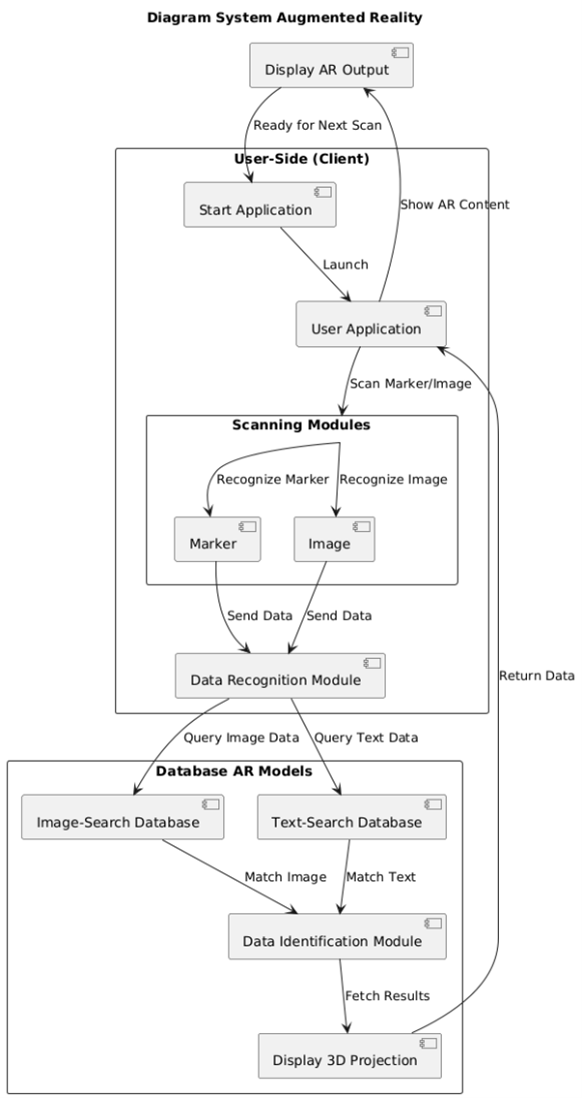 Diagram System Augmented Reality
Display AR Output
Ready for Next Scan
User-Side (Client)
Start Application
Show AR Content
Launch
User Application
Scan Marker/Image
Scanning Modules
Recognize Marker
Recognize Image
Marker
Image
Send Data
Send Data
Data Recognition Module
Return Data
Query Image Data
Query Text Data
Database AR Models
Image-Search Database
Text-Search Database
Match Image
Match Text
Data Identification Module
Fetch Results
Display 3D Projection